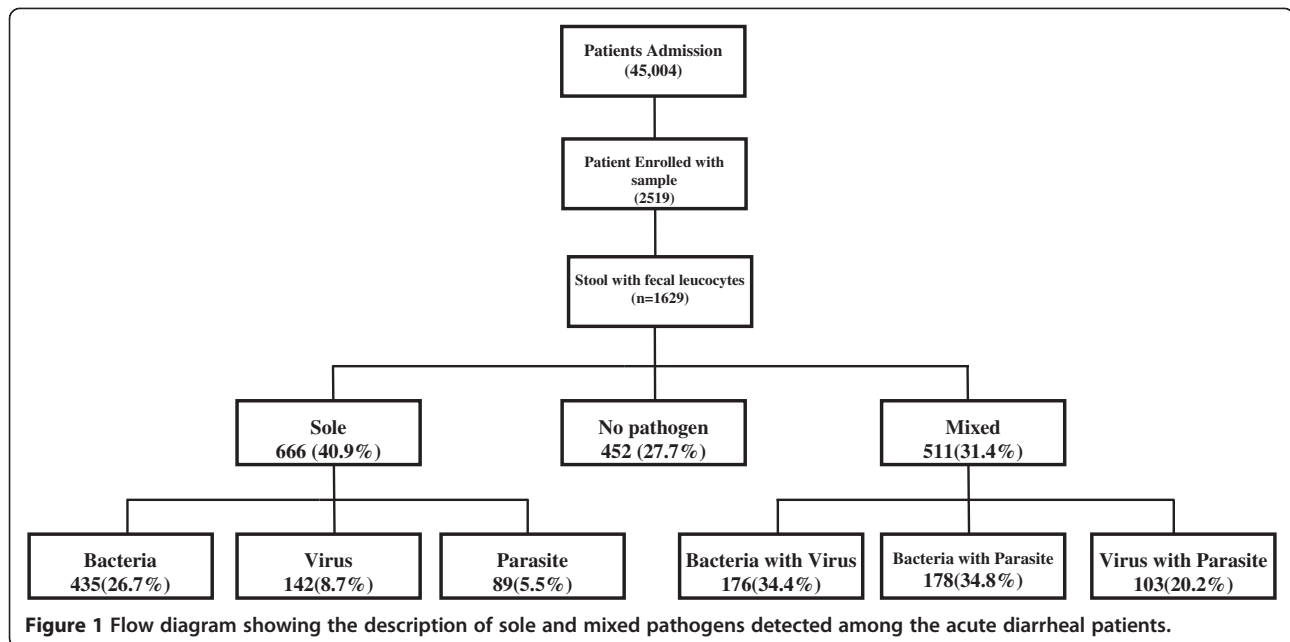 Patients Admission
(45,004)
Patient Enrolled with
sample
(2519)
Stool with fecal leucocytes
(n=1629)
Sole
666 (40.9%)
No pathogen
452 (27.7%)
Mixed
511(31.4%)
Bacteria
435(26.7%)
Virus
142(8.7%)
Parasite
89(5.5%)
Bacteria with Virus
176(34.4%)
Bacteria with Parasite
178(34.8%)
Virus with Parasite
103(20.2%)
Figure 1 Flow diagram showing the description of sole and mixed pathogens detected among the acute diarrheal patients.